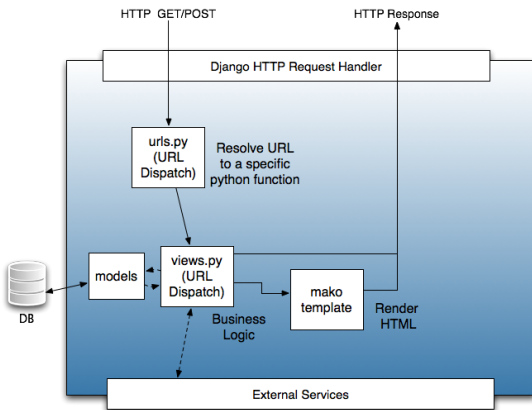 HTTP GET/POST
HTTP Response
Django HTTP Request Handler
urls.py
(URL
Dispatch)
Resolve URL
to a specific
python function
models
views.py
(URL
Dispatch)
DB
Business
Logic
mako
template
Render
HTML
External Services